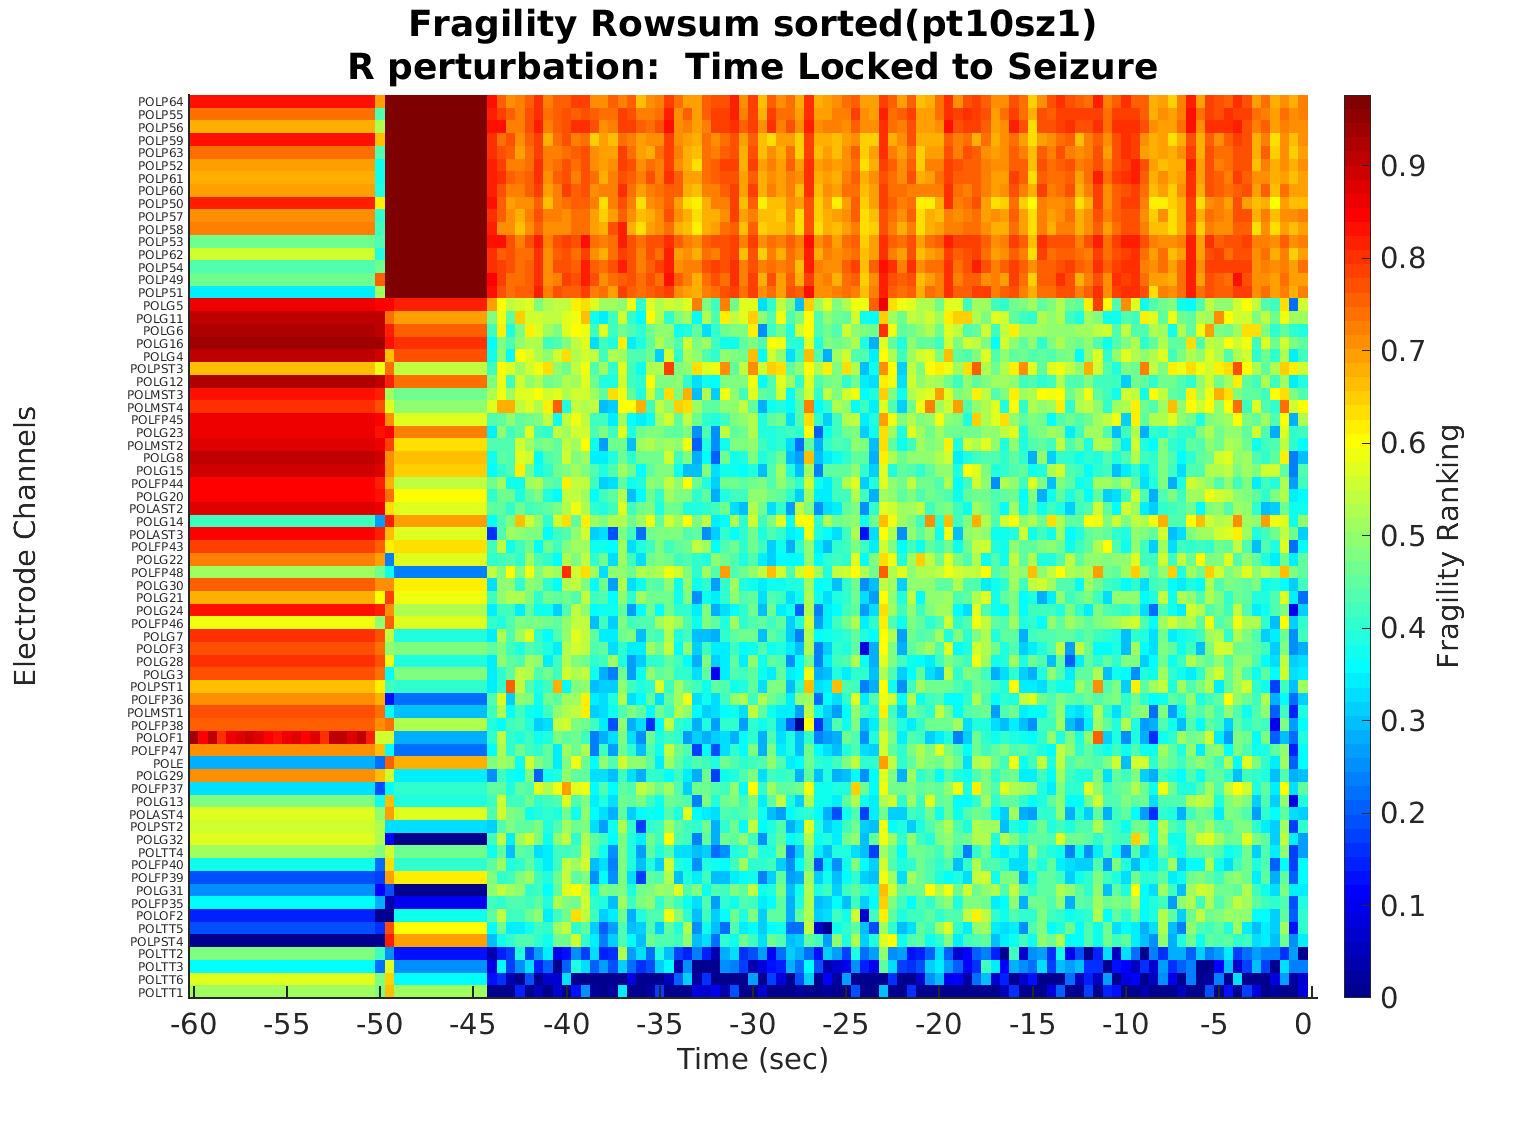 Fragility Rowsum sorted(pt10sz1)
R perturbation:  Time Locked to Seizure
Electrode Channels
POLP64
POLP55
POLP56
POLP59
POLP63
POLP52
POLP61
POLP60
POLP50
POLP57
POLP58
POLP53
POLP62
POLP54
POLP49
POLP51
POLG5
POLG11
POLG6
POLG16
POLG4
POLPST3
POLG12
POLMST3
POLMST4
POLFP45
POLG23
POLMST2
POLG8
POLG15
POLFP44
POLG20
POLAST2
POLG14
POLAST3
POLFP43
POLG22
POLFP48
POLG30
POLG21
POLG24
POLFP46
POLG7
POLOF3
POLG28
POLG3
POLPST1
POLFP36
POLMST1
POLFP38
POLOF1
POLFP47
POLE
POLG29
POLFP37
POLG13
POLAST4
POLPST2
POLG32
POLTT4
POLFP40
POLFP39
POLG31
POLFP35
POLOF2
POLTT5
POLPST4
POLTT2
POLTT3
POLTT6
POLTT1
-60 -55 -50 -45 -40 -35 -30 -25 -20 -15 -10 -5 0
Time (sec)
0.9
0.8
0.7
0.6
0.5
0.4
0.3
0.2
0.1
0
Fragility Ranking